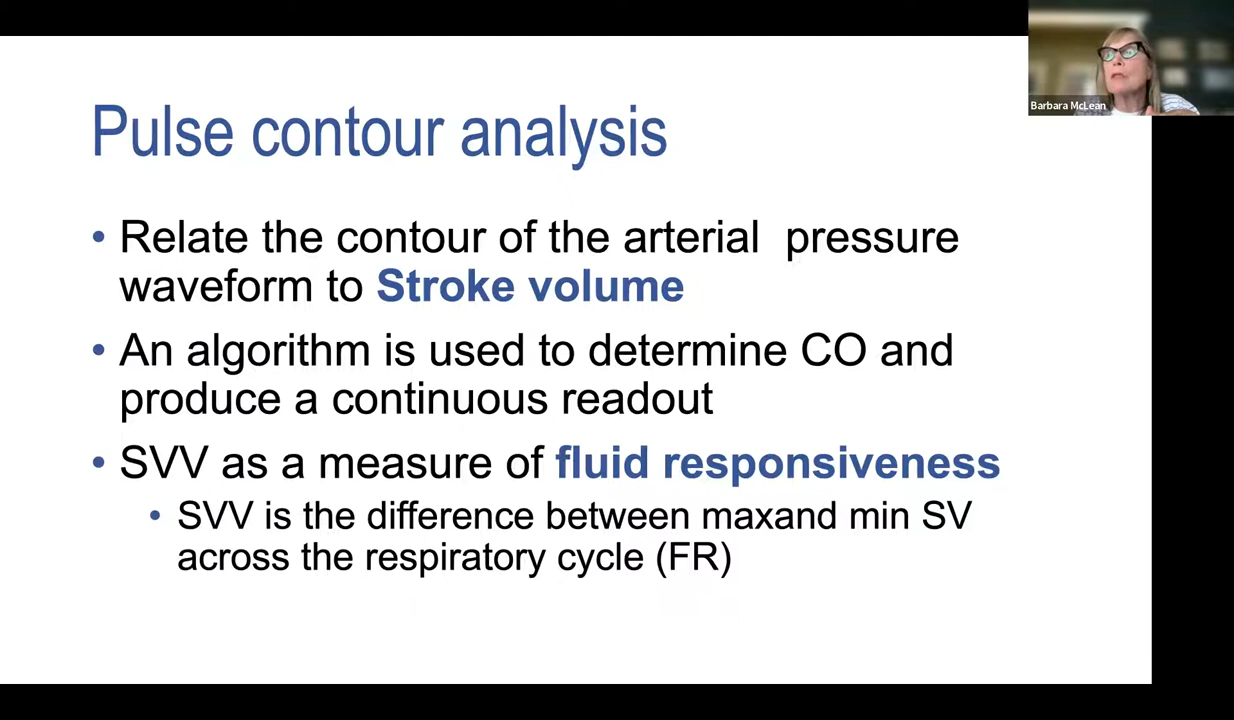 Barbara McLean
Pulse contour analysis
• Relate the contour of the arterial  pressure
waveform to Stroke volume
• An algorithm is used to determine CO and
produce a continuous readout
• SVV as a measure of fluid responsiveness
• SVV is the difference between maxand min SV
across the respiratory cycle (FR)